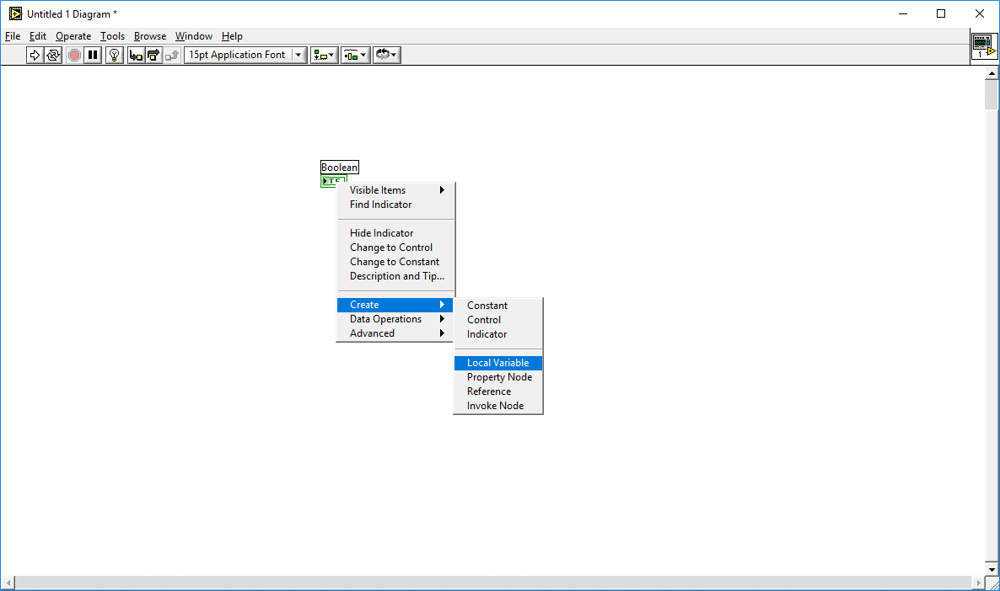 Untitled 1 Diagram *
File Edit Operate Tools Browse Window Help
15pt Application Font
1
Boolean
TF
Visible Items
Find Indicator
Hide Indicator
Change to Control
Change to Constant
Description and Tip...
Create
Data Operations
Advanced
Constant
Control
Indicator
Local Variable
Property Node
Reference
Invoke Node